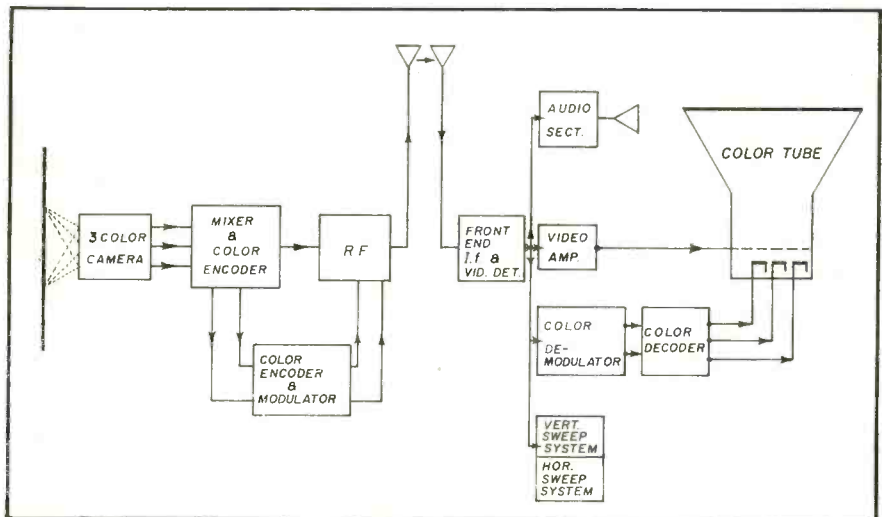 3 COLOR
CAMERA
MIXER
&
COLOR
ENCODER
RF
COLOR
ENCODER
&
MODULATOR
FRONT
END
I.f &
VID. DET.
AUDIO
SECT.
VIDEO
AMP.
COLOR
DE-
MODULATOR
COLOR
DECODER
VERT.
SWEEP
SYSTEM
HOR.
SWEEP
SYSTEM
COLOR TUBE